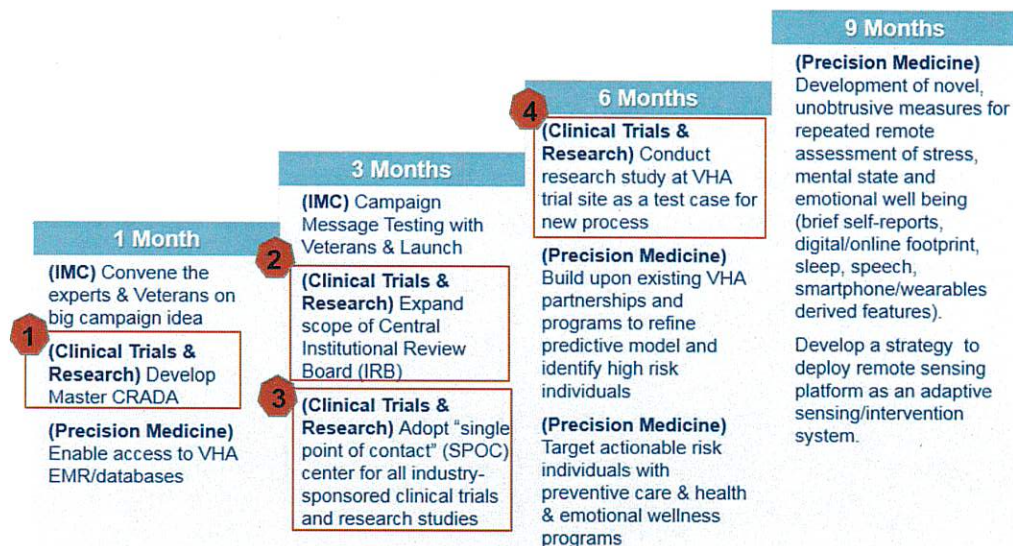 1 Month
(IMC) Convene the
experts & Veterans on
big campaign idea
1
(Clinical Trials &
Research) Develop
Master CRADA
(Precision Medicine)
Enable access to VHA
EMR/databases
3 Months
(IMC) Campaign
Message Testing with
Veterans & Launch
2
(Clinical Trials &
Research) Expand
scope of Central
Institutional Review
Board (IRB)
3
(Clinical Trials &
Research) Adopt “single
point of contact” (SPOC)
center for all industry-
sponsored clinical trials
and research studies
6 Months
4
(Clinical Trials &
Research) Conduct
research study at VHA
trial site as a test case for
new process
(Precision Medicine)
Build upon existing VHA
partnerships and
programs to refine
predictive model and
identify high risk
individuals
(Precision Medicine)
Target actionable risk
individuals with
preventive care & health
& emotional wellness
programs
9 Months
(Precision Medicine)
Development of novel,
unobtrusive measures for
repeated remote
assessment of stress,
mental state and
emotional well being
(brief self-reports,
digital/online footprint,
sleep, speech,
smartphone/wearables
derived features).
Develop a strategy to
deploy remote sensing
platform as an adaptive
sensing/intervention
system.